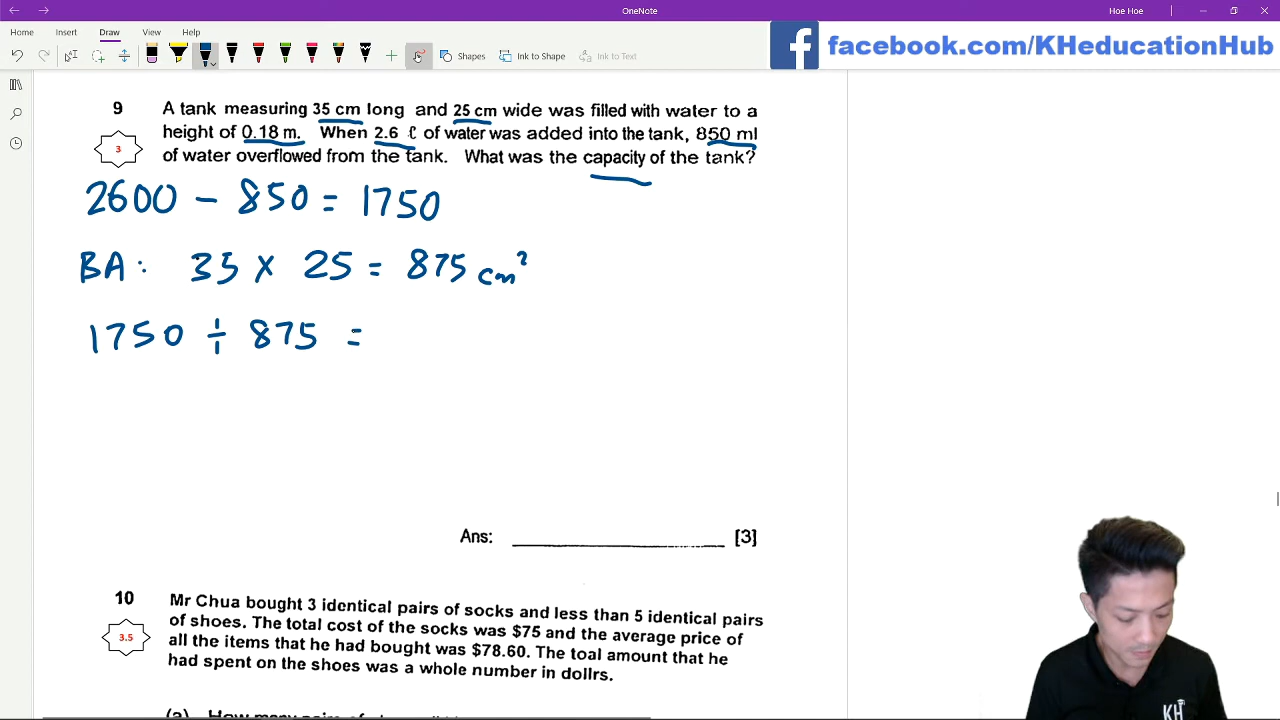 OneNote
Hoe Hoe
Home Insert Draw View Help
Shapes Ink to Shape Ink to Text
facebook.com/KHeducationHub
9 A tank measuring 35 cm long and 25 cm wide was filled with water to a
height of 0.18 m. When 2.6 ℓ of water was added into the tank, 850 ml
3
of water overflowed from the tank. What was the capacity of the tank?
2600 - 850 = 1750
BA: 35 × 25 = 875 cm²
1750 ÷ 875 =
Ans: ____________ [3]
10 Mr Chua bought 3 identical pairs of socks and less than 5 identical pairs
of shoes. The total cost of the socks was $75 and the average price of
3.5
all the items that he had bought was $78.60. The toal amount that he
had spent on the shoes was a whole number in dollrs.
(a) How many
KH